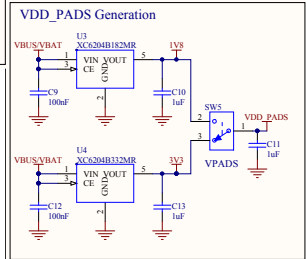 VDD_PADS Generation
U3
XC6204B182MR
VBUS/VBAT
1V8
1
3
VIN VOUT
CE
GND
5
2
C9
100nF
C10
1uF
SW5
2
3
1
VDD_PADS
VPADS
C11
1uF
U4
XC6204B332MR
VBUS/VBAT
3V3
1
3
VIN VOUT
CE
GND
5
2
C12
100nF
C13
1uF